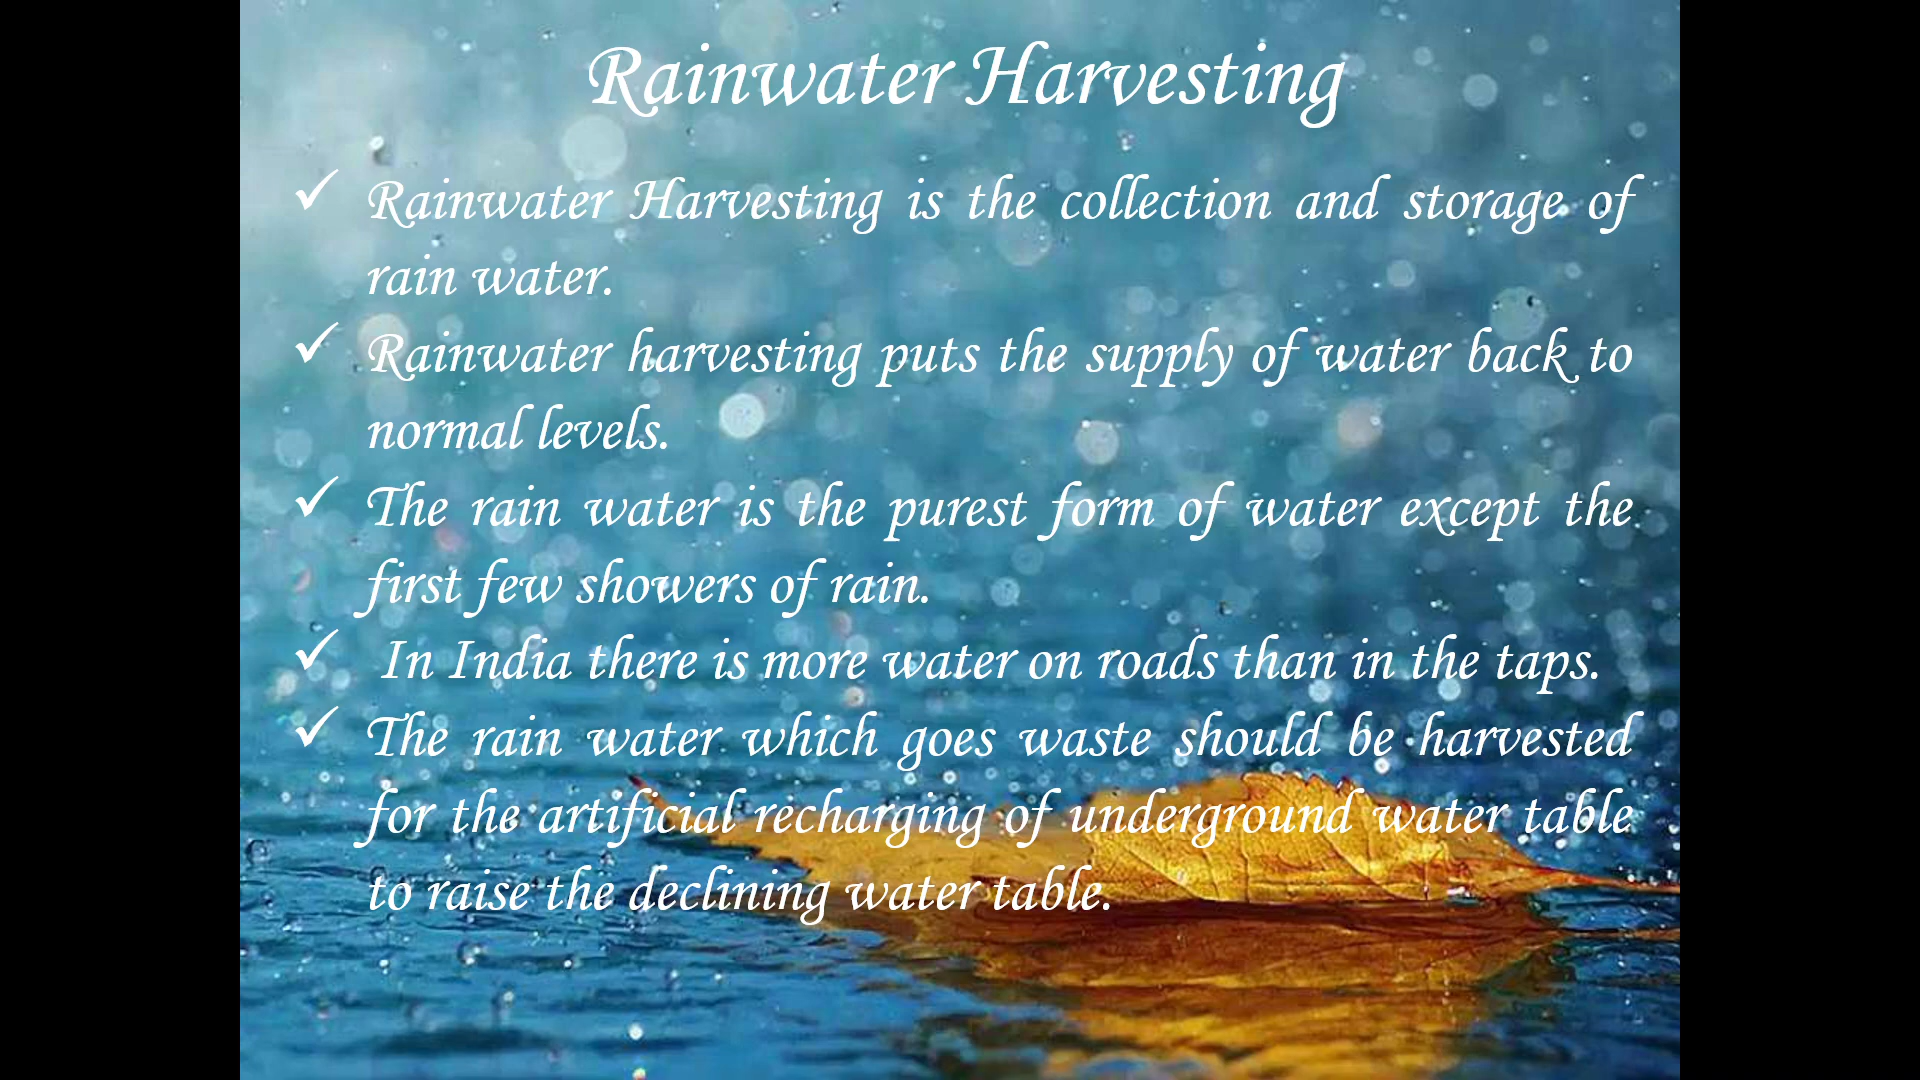 Rainwater Harvesting
✓ Rainwater Harvesting is the collection and storage of
rain water.
✓ Rainwater harvesting puts the supply of water back to
normal levels.
✓ The rain water is the purest form of water except the
first few showers of rain.
✓ In India there is more water on roads than in the taps.
✓ The rain water which goes waste should be harvested
for the artificial recharging of underground water table
to raise the declining water table.